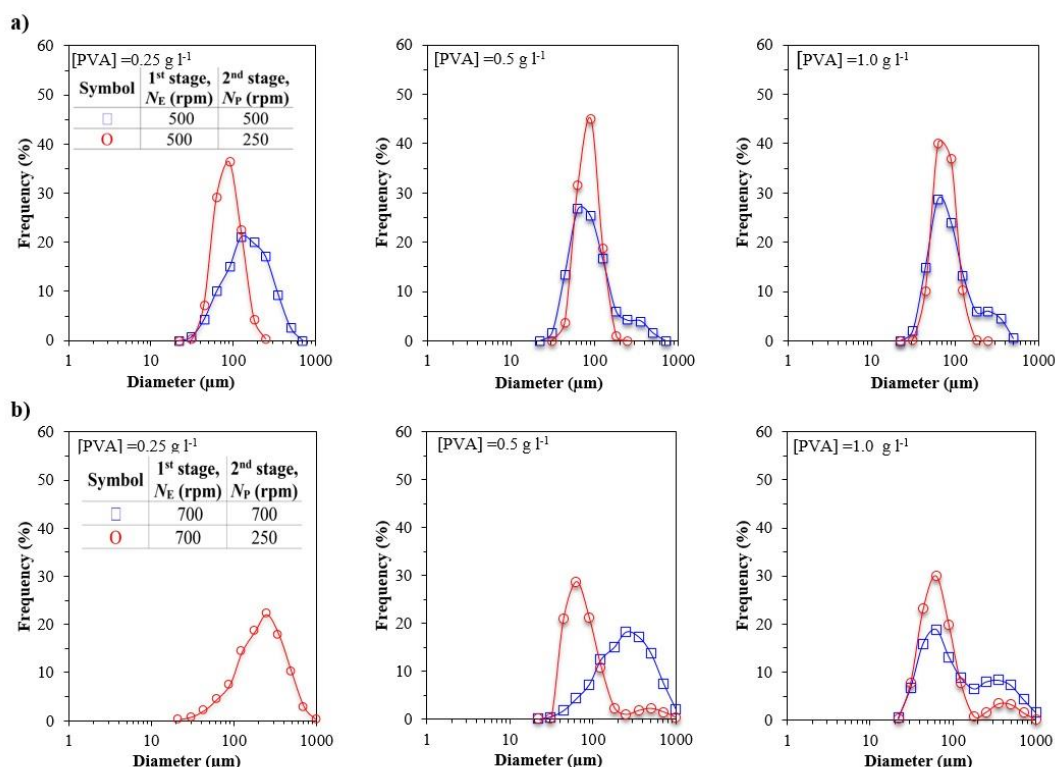 a)
[PVA] =0.25 g l-1
Symbol 1st stage, NE (rpm) 2nd stage, NP (rpm)
□ 500 500
O 500 250
Frequency (%)
60
50
40
30
20
10
0
1 10 100 1000
Diameter (µm)
[PVA] =0.5 g l-1
Frequency (%)
60
50
40
30
20
10
0
1 10 100 1000
Diameter (µm)
[PVA] =1.0 g l-1
Frequency (%)
60
50
40
30
20
10
0
1 10 100 1000
Diameter (µm)
b)
[PVA] =0.25 g l-1
Symbol 1st stage, NE (rpm) 2nd stage, NP (rpm)
□ 700 700
O 700 250
Frequency (%)
60
50
40
30
20
10
0
1 10 100 1000
Diameter (µm)
[PVA] =0.5 g l-1
Frequency (%)
60
50
40
30
20
10
0
1 10 100 1000
Diameter (µm)
[PVA] =1.0 g l-1
Frequency (%)
60
50
40
30
20
10
0
1 10 100 1000
Diameter (µm)